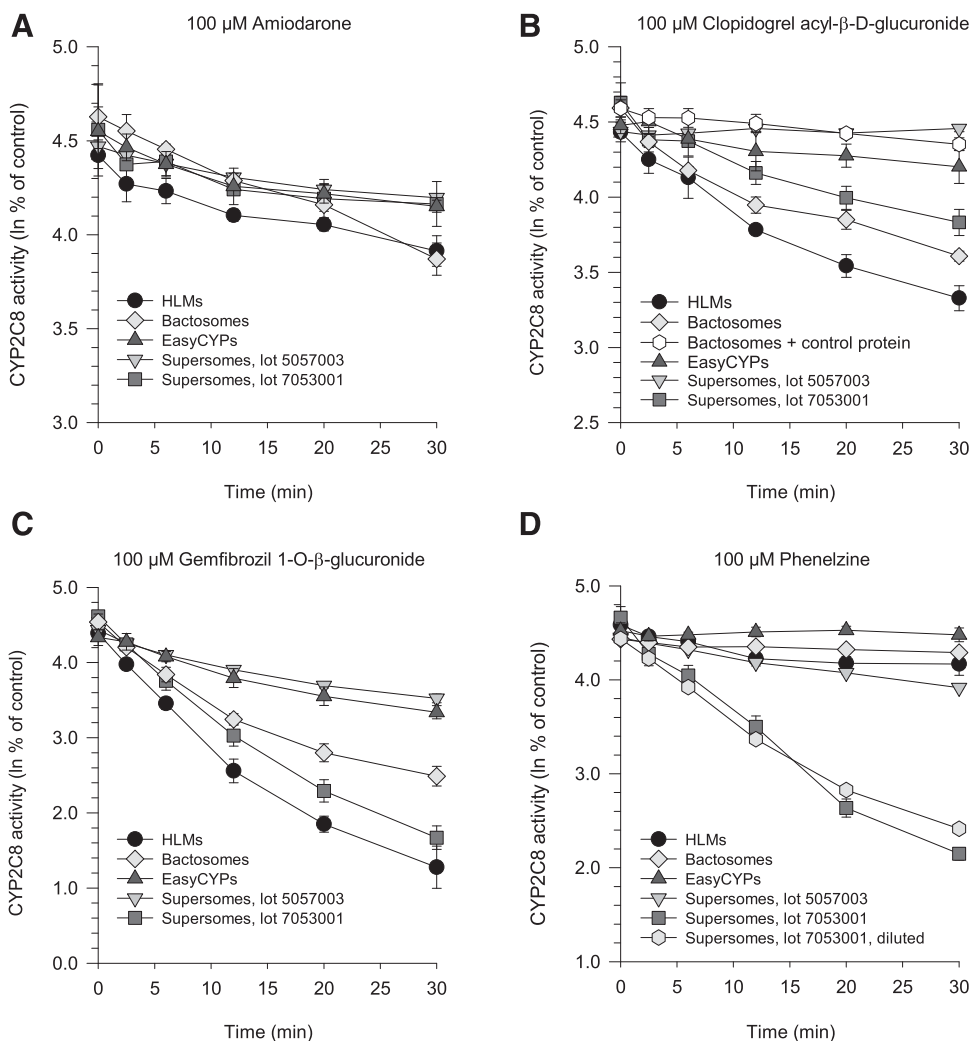 A
100 µM Amiodarone
CYP2C8 activity (ln % of control)
5.0
4.5
4.0
3.5
3.0
HLMs
Bactosomes
EasyCYPs
Supersomes, lot 5057003
Supersomes, lot 7053001
0 5 10 15 20 25 30
Time (min)
B
100 µM Clopidogrel acyl-β-D-glucuronide
CYP2C8 activity (ln % of control)
5.0
4.5
4.0
3.5
3.0
2.5
HLMs
Bactosomes
Bactosomes + control protein
EasyCYPs
Supersomes, lot 5057003
Supersomes, lot 7053001
0 5 10 15 20 25 30
Time (min)
C
100 µM Gemfibrozil 1-O-β-glucuronide
CYP2C8 activity (ln % of control)
5.0
4.0
3.0
2.0
1.0
0.0
HLMs
Bactosomes
EasyCYPs
Supersomes, lot 5057003
Supersomes, lot 7053001
0 5 10 15 20 25 30
Time (min)
D
100 µM Phenelzine
CYP2C8 activity (ln % of control)
5.0
4.0
3.0
2.0
1.0
HLMs
Bactosomes
EasyCYPs
Supersomes, lot 5057003
Supersomes, lot 7053001
Supersomes, lot 7053001, diluted
0 5 10 15 20 25 30
Time (min)